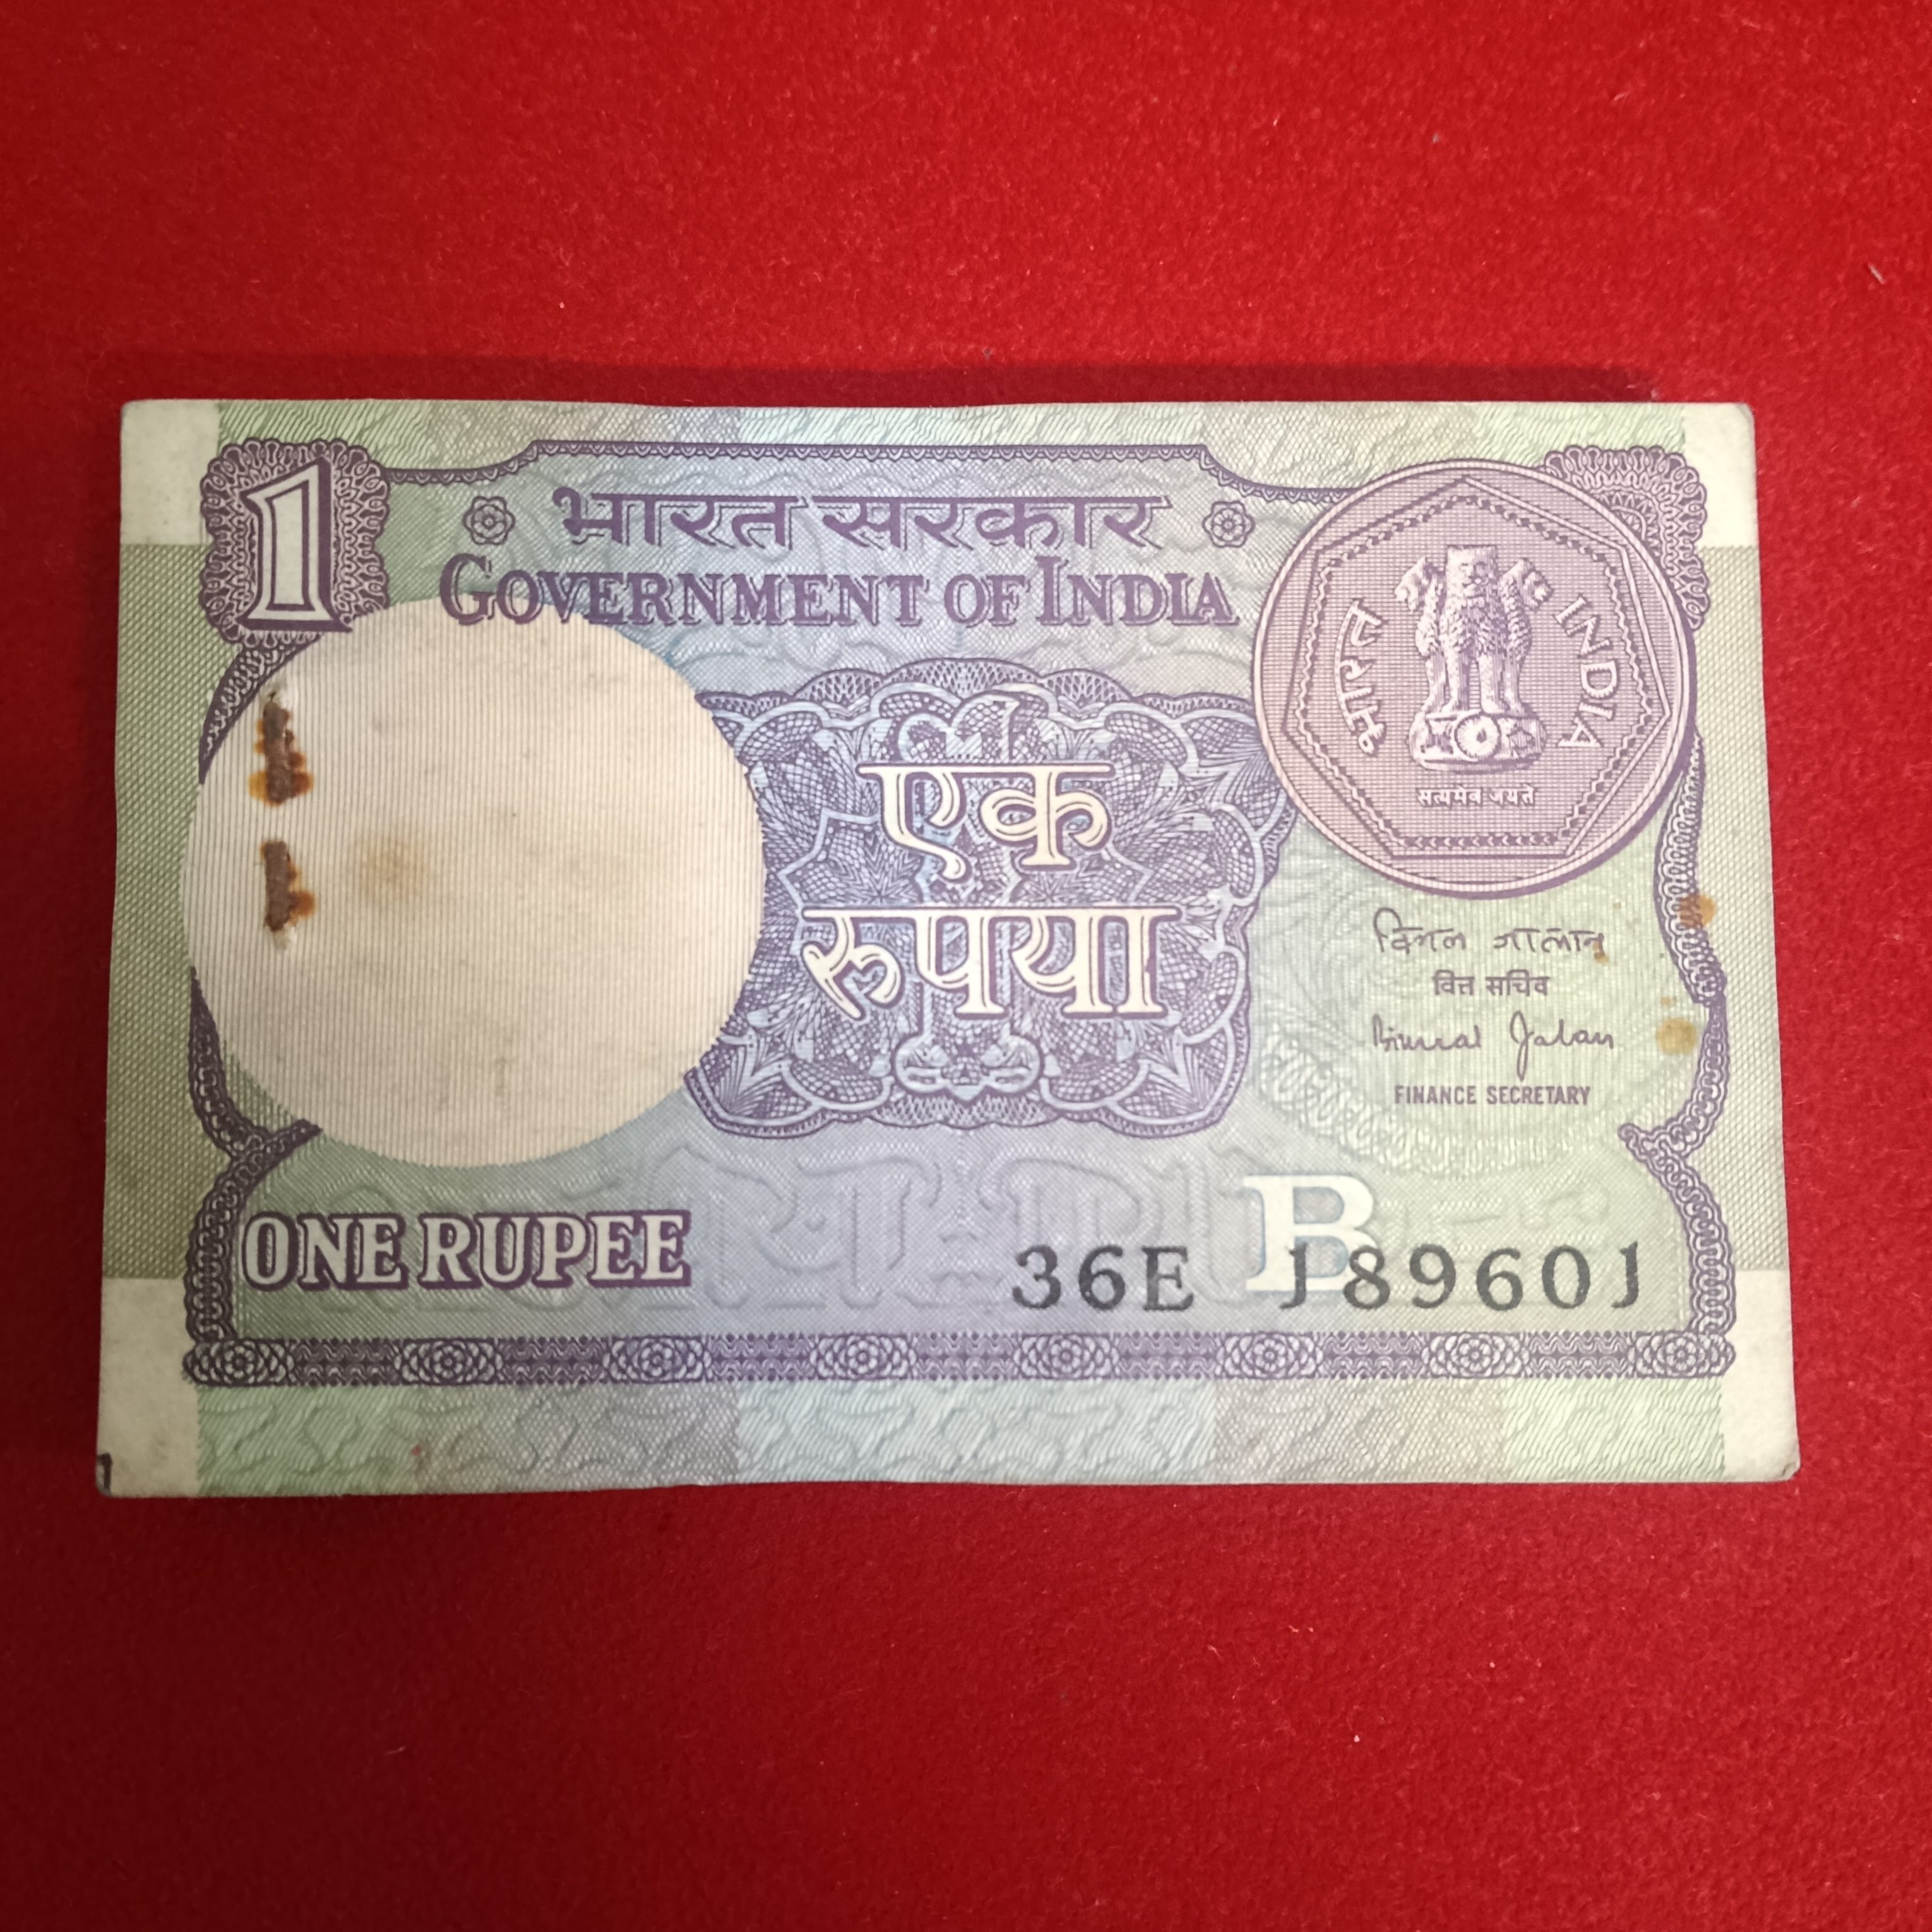 1
भारत सरकार
GOVERNMENT OF INDIA
भारत INDIA
सत्यमेव जयते
एक
रुपया
बिमल जालान
वित्त सचिव
Bimal Jalan
FINANCE SECRETARY
B
ONE RUPEE
36E 189601